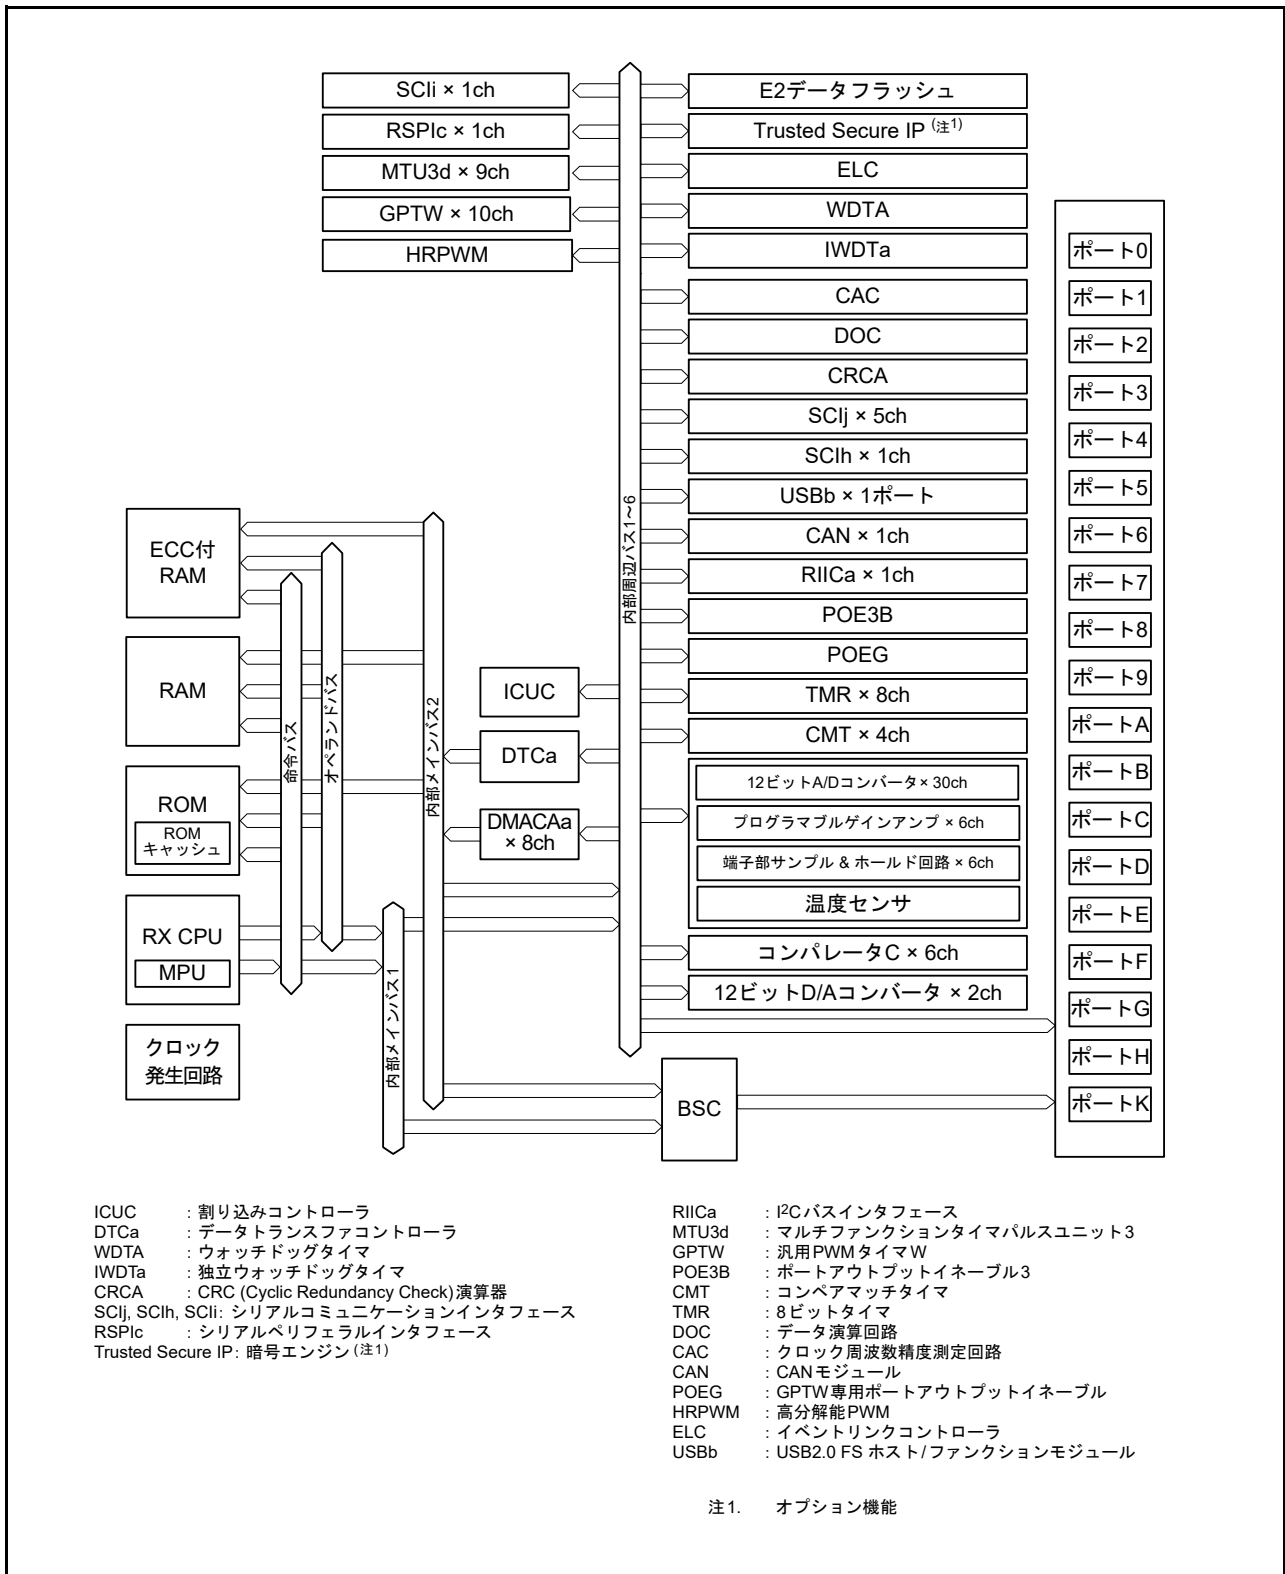 SCIi × 1ch
RSPIc × 1ch
MTU3d × 9ch
GPTW × 10ch
HRPWM
E2データフラッシュ
Trusted Secure IP (注1)
ELC
WDTA
IWDTa
CAC
DOC
CRCA
SCIj × 5ch
SCIh × 1ch
USBb × 1ポート
CAN × 1ch
RIICa × 1ch
POE3B
POEG
TMR × 8ch
CMT × 4ch
12ビットA/Dコンバータ× 30ch
プログラマブルゲインアンプ × 6ch
端子部サンプル & ホールド回路 × 6ch
温度センサ
コンパレータC × 6ch
12ビットD/Aコンバータ × 2ch
内部周辺バス1~6
ポート0
ポート1
ポート2
ポート3
ポート4
ポート5
ポート6
ポート7
ポート8
ポート9
ポートA
ポートB
ポートC
ポートD
ポートE
ポートF
ポートG
ポートH
ポートK
ECC付
RAM
RAM
ROM
ROM
キャッシュ
RX CPU
MPU
クロック
発生回路
命令バス
オペランドバス
内部メインバス1
内部メインバス2
ICUC
DTCa
DMACAa
× 8ch
BSC
ICUC : 割り込みコントローラ
DTCa : データトランスファコントローラ
WDTA : ウォッチドッグタイマ
IWDTa : 独立ウォッチドッグタイマ
CRCA : CRC (Cyclic Redundancy Check)演算器
SCIj, SCIh, SCIi: シリアルコミュニケーションインタフェース
RSPIc : シリアルペリフェラルインタフェース
Trusted Secure IP: 暗号エンジン(注1)
RIICa : I2Cバスインタフェース
MTU3d : マルチファンクションタイマパルスユニット3
GPTW : 汎用PWMタイマW
POE3B : ポートアウトプットイネーブル3
CMT : コンペアマッチタイマ
TMR : 8ビットタイマ
DOC : データ演算回路
CAC : クロック周波数精度測定回路
CAN : CANモジュール
POEG : GPTW専用ポートアウトプットイネーブル
HRPWM : 高分解能PWM
ELC : イベントリンクコントローラ
USBb : USB2.0 FS ホスト/ファンクションモジュール
注1. オプション機能